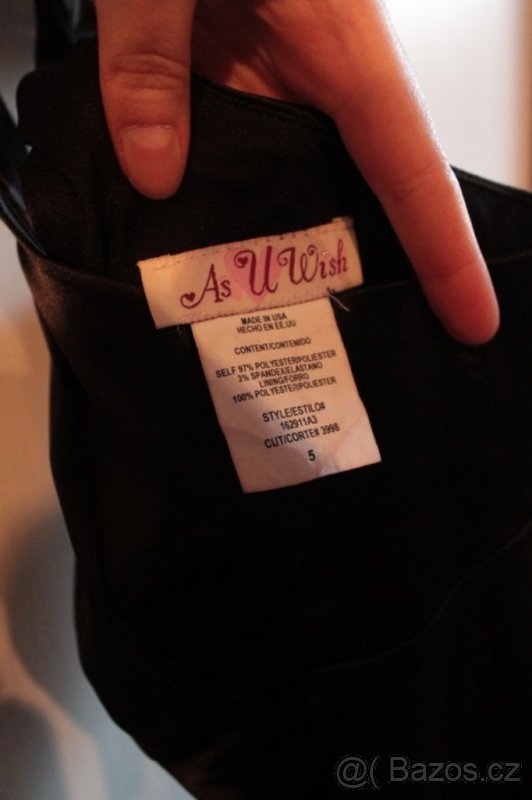 As U Wish
MADE IN USA
HECHO EN EE.UU
CONTENT/CONTENIDO
SELF 97% POLYESTER/POLIESTER
3% SPANDEX/ELASTANO
LINING/FORRO
100% POLYESTER/POLIESTER
STYLE/ESTILO#
162911A3
CUT/CORTE# 3998
5
@( Bazos.cz